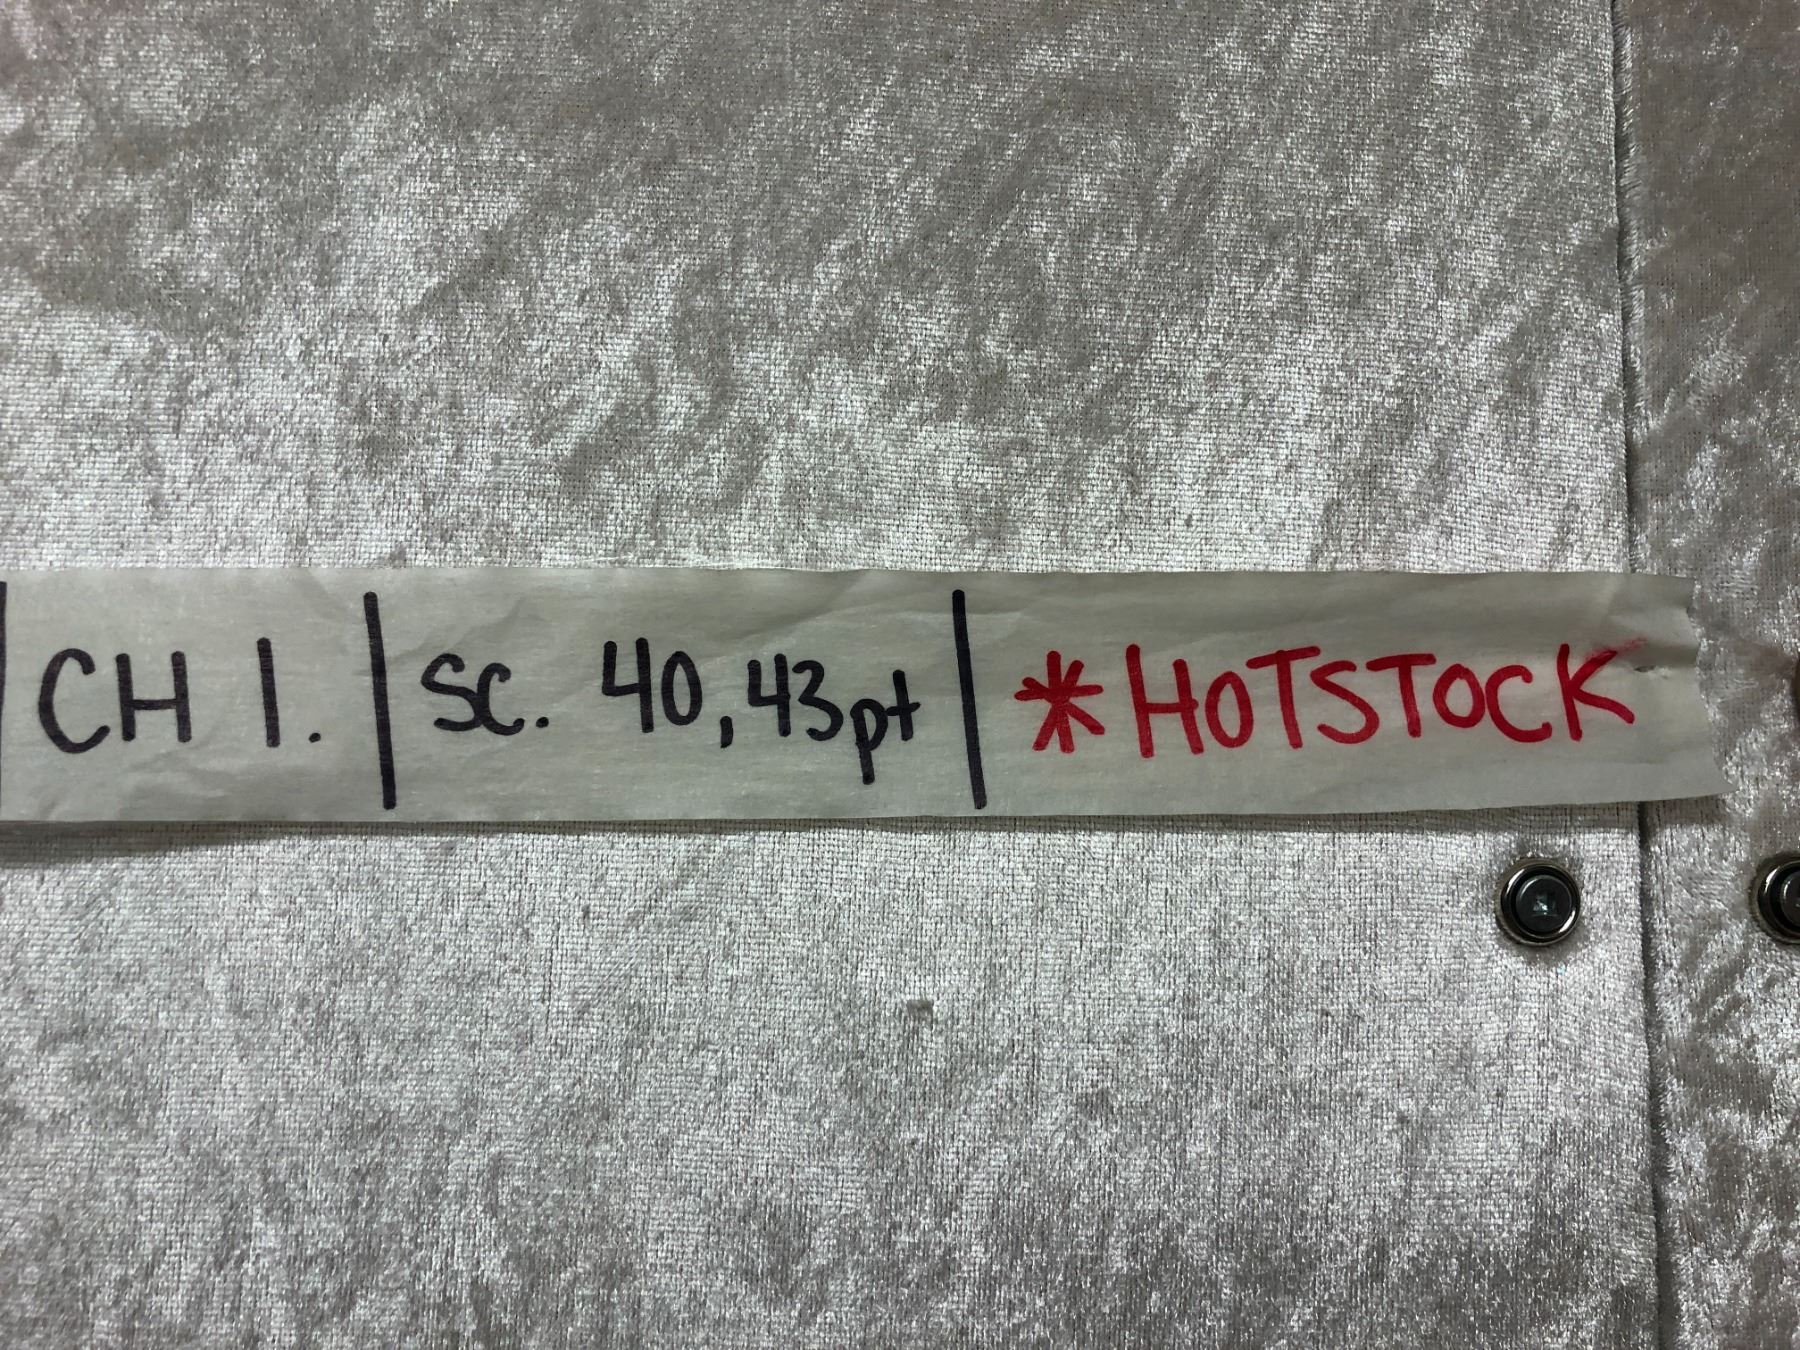 | CH 1. | SC. 40, 43pt | * HOTSTOCK